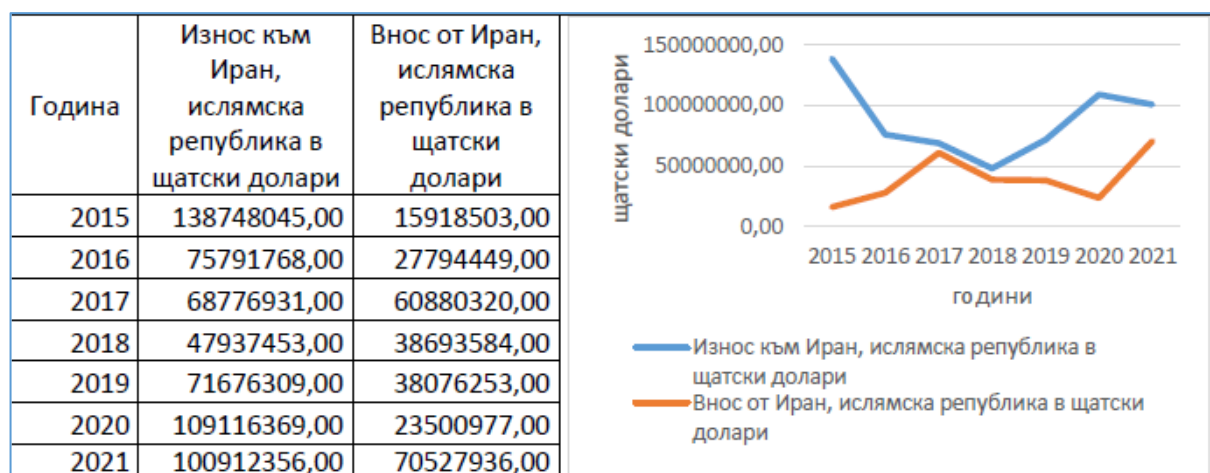 Година
Износ към
Иран,
ислямска
република в
щатски долари
Внос от Иран,
ислямска
република в
щатски
долари
2015 138748045,00 15918503,00
2016 75791768,00 27794449,00
2017 68776931,00 60880320,00
2018 47937453,00 38693584,00
2019 71676309,00 38076253,00
2020 109116369,00 23500977,00
2021 100912356,00 70527936,00
щатски долари
150000000,00
100000000,00
50000000,00
0,00
2015 2016 2017 2018 2019 2020 2021
години
Износ към Иран, ислямска република в
щатски долари
Внос от Иран, ислямска република в щатски
долари